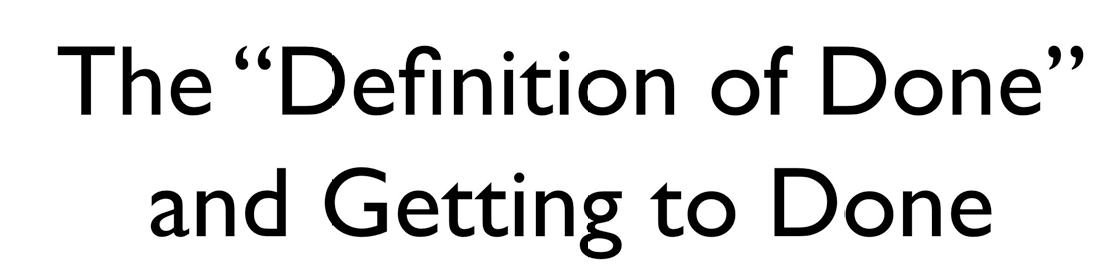 The “Definition of Done”
and Getting to Done